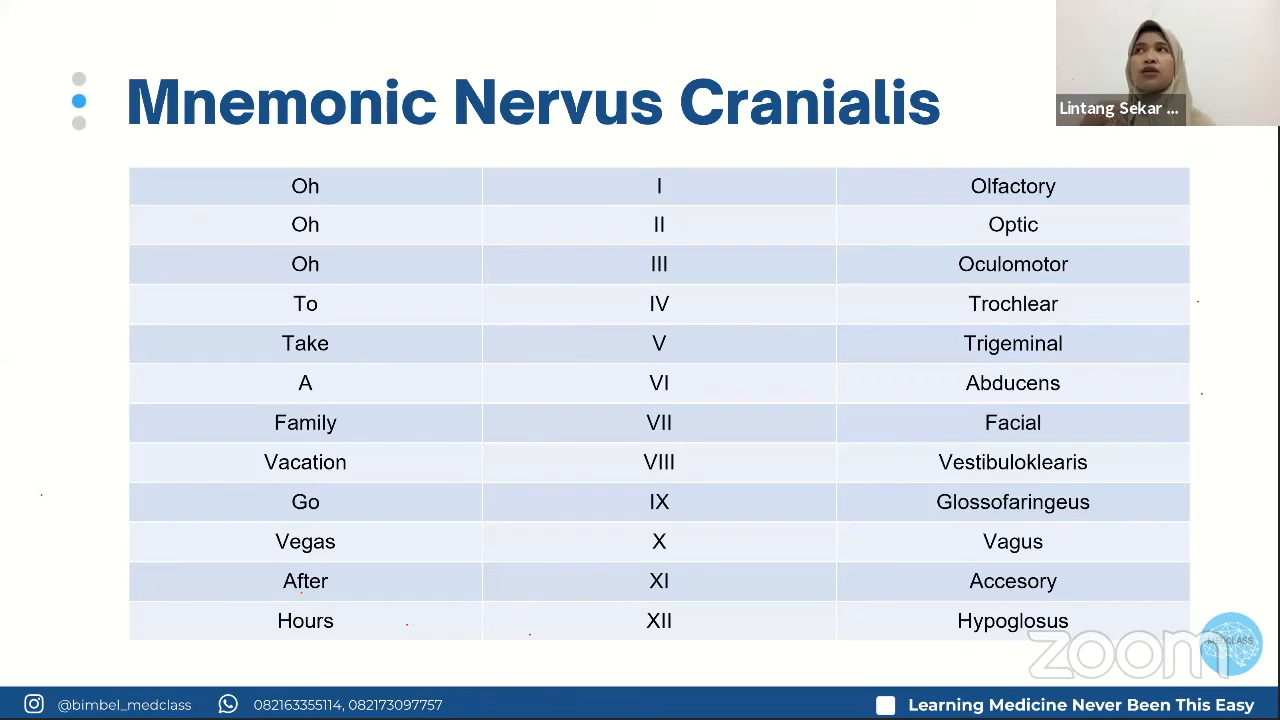 Lintang Sekar ...
Mnemonic Nervus Cranialis
Oh I Olfactory
Oh II Optic
Oh III Oculomotor
To IV Trochlear
Take V Trigeminal
A VI Abducens
Family VII Facial
Vacation VIII Vestibuloklearis
Go IX Glossofaringeus
Vegas X Vagus
After XI Accesory
Hours XII Hypoglosus
zoom
MEDCLASS
@bimbel_medclass 082163355114, 082173097757 Learning Medicine Never Been This Easy